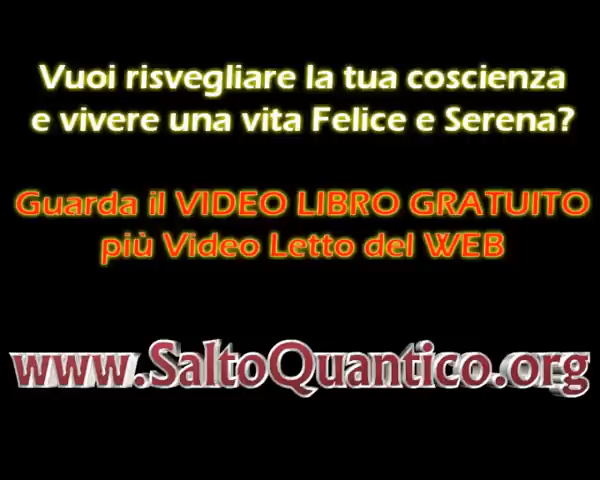 Vuoi risvegliare la tua coscienza
e vivere una vita Felice e Serena?
Guarda il VIDEO LIBRO GRATUITO
più Video Letto del WEB
www.SaltoQuantico.org